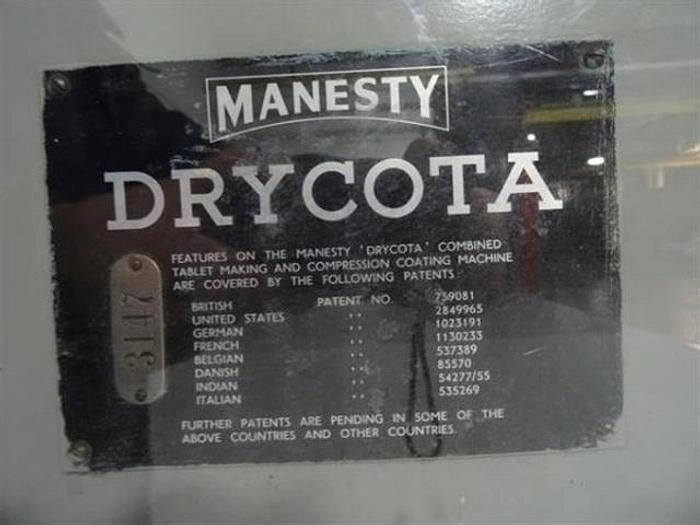 MANESTY
DRYCOTA
FEATURES ON THE MANESTY 'DRYCOTA' COMBINED
TABLET MAKING AND COMPRESSION COATING MACHINE
ARE COVERED BY THE FOLLOWING PATENTS
BRITISH PATENT NO. 759081
UNITED STATES '' 2849965
GERMAN '' 1023191
FRENCH '' 1130233
BELGIAN '' 537389
DANISH '' 85570
INDIAN '' 54277/55
ITALIAN '' 535269
FURTHER PATENTS ARE PENDING IN SOME OF THE
ABOVE COUNTRIES AND OTHER COUNTRIES.
3147